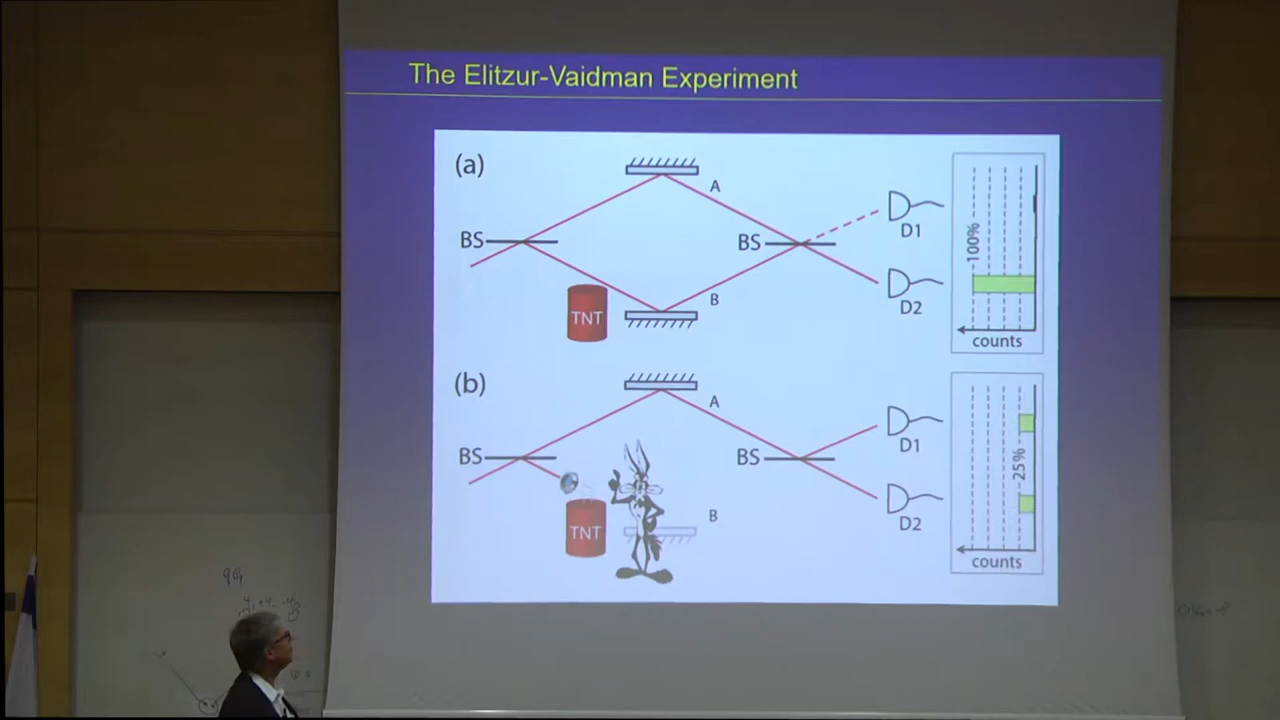 The Elitzur-Vaidman Experiment
(a)
A
BS
BS
D1
100%
TNT
B
D2
counts
(b)
A
BS
BS
D1
25%
TNT
B
D2
counts